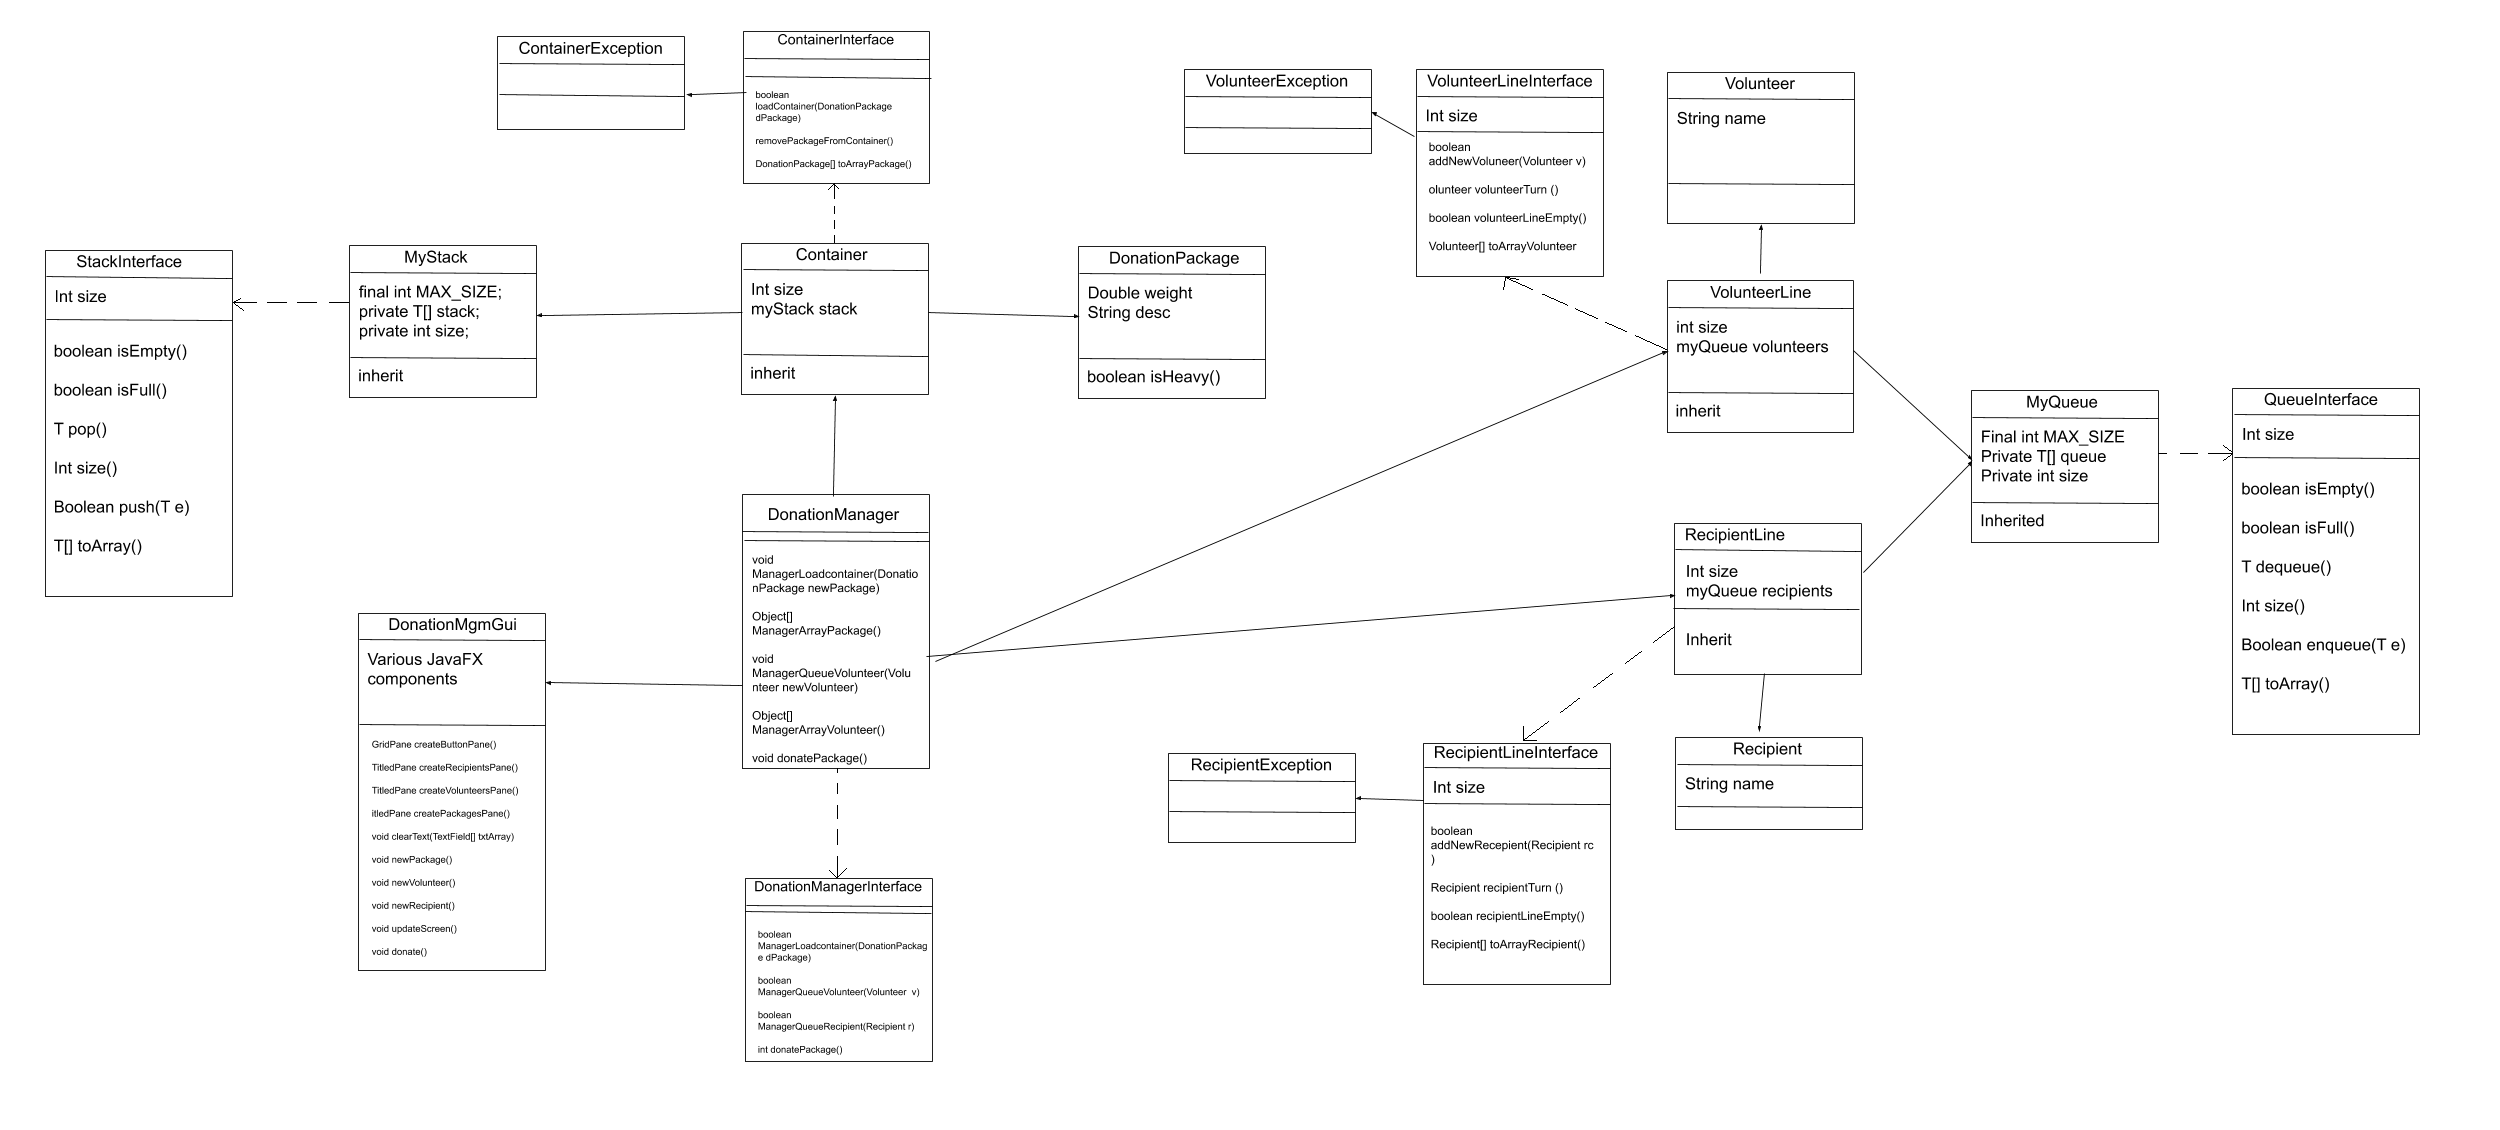 ContainerException
ContainerInterface
boolean
loadContainer(DonationPackage
dPackage)
removePackageFromContainer()
DonationPackage[] toArrayPackage()
VolunteerException
VolunteerLineInterface
Int size
boolean
addNewVoluneer(Volunteer v)
olunteer volunteerTurn ()
boolean volunteerLineEmpty()
Volunteer[] toArrayVolunteer
Volunteer
String name
StackInterface
Int size
boolean isEmpty()
boolean isFull()
T pop()
Int size()
Boolean push(T e)
T[] toArray()
MyStack
final int MAX_SIZE;
private T[] stack;
private int size;
inherit
Container
Int size
myStack stack
inherit
DonationPackage
Double weight
String desc
boolean isHeavy()
VolunteerLine
int size
myQueue volunteers
inherit
MyQueue
Final int MAX_SIZE
Private T[] queue
Private int size
Inherited
QueueInterface
Int size
boolean isEmpty()
boolean isFull()
T dequeue()
Int size()
Boolean enqueue(T e)
T[] toArray()
DonationManager
void
ManagerLoadcontainer(Donatio
nPackage newPackage)
Object[]
ManagerArrayPackage()
void
ManagerQueueVolunteer(Volu
nteer newVolunteer)
Object[]
ManagerArrayVolunteer()
void donatePackage()
RecipientLine
Int size
myQueue recipients
Inherit
DonationMgmGui
Various JavaFX
components
GridPane createButtonPane()
TitledPane createRecipientsPane()
TitledPane createVolunteersPane()
itledPane createPackagesPane()
void clearText(TextField[] txtArray)
void newPackage()
void newVolunteer()
void newRecipient()
void updateScreen()
void donate()
RecipientException
RecipientLineInterface
Int size
boolean
addNewRecepient(Recipient rc
)
Recipient recipientTurn ()
boolean recipientLineEmpty()
Recipient[] toArrayRecipient()
Recipient
String name
DonationManagerInterface
boolean
ManagerLoadcontainer(DonationPackag
e dPackage)
boolean
ManagerQueueVolunteer(Volunteer  v)
boolean
ManagerQueueRecipient(Recipient r)
int donatePackage()